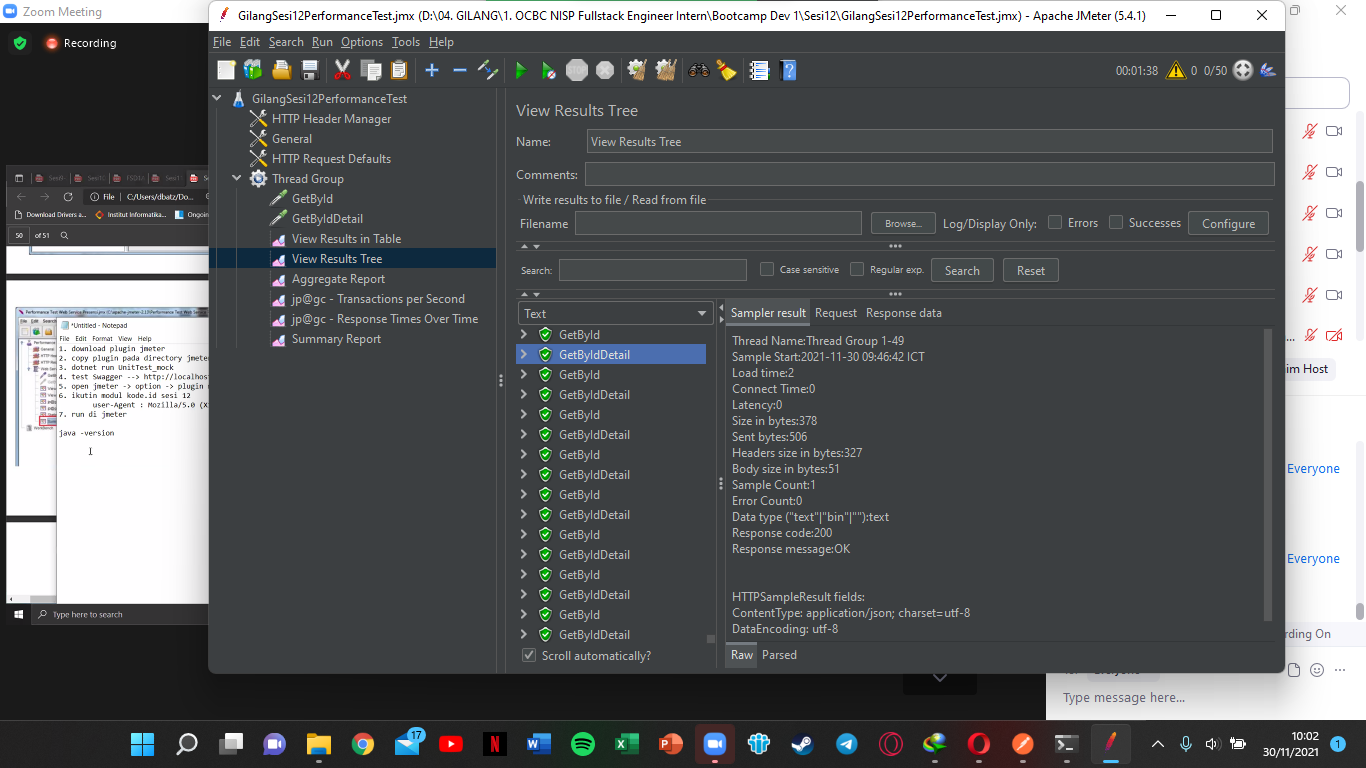 Zoom Meeting
Recording
GilangSesi12PerformanceTest.jmx (D:\04. GILANG\1. OCBC NISP Fullstack Engineer Intern\Bootcamp Dev 1\Sesi12\GilangSesi12PerformanceTest.jmx) - Apache JMeter (5.4.1)
File Edit Search Run Options Tools Help
00:01:38 0 0/50
GilangSesi12PerformanceTest
HTTP Header Manager
General
HTTP Request Defaults
Thread Group
GetById
GetByIdDetail
View Results in Table
View Results Tree
Aggregate Report
jp@gc - Transactions per Second
jp@gc - Response Times Over Time
Summary Report
View Results Tree
Name: View Results Tree
Comments:
Write results to file / Read from file
Filename Browse... Log/Display Only: Errors Successes Configure
Search: Case sensitive Regular exp. Search Reset
Text
GetById
GetByIdDetail
GetById
GetByIdDetail
GetById
GetByIdDetail
GetById
GetByIdDetail
GetById
GetByIdDetail
GetById
GetByIdDetail
GetById
GetByIdDetail
GetById
GetByIdDetail
Scroll automatically?
Sampler result Request Response data
Thread Name:Thread Group 1-49
Sample Start:2021-11-30 09:46:42 ICT
Load time:2
Connect Time:0
Latency:0
Size in bytes:378
Sent bytes:506
Headers size in bytes:327
Body size in bytes:51
Sample Count:1
Error Count:0
Data type ("text"|"bin"|""):text
Response code:200
Response message:OK
HTTPSampleResult fields:
ContentType: application/json; charset=utf-8
DataEncoding: utf-8
Raw Parsed
File C:/Users/dbatz/Do...
Download Drivers a... Institut Informatika... Ongoin
50 of 51
*Untitled - Notepad
File Edit Format View Help
1. download plugin jmeter
2. copy plugin pada directory jmeter
3. dotnet run UnitTest_mock
4. test Swagger --> http://localhost
5. open jmeter -> option -> plugin
6. ikutin modul kode.id sesi 12
user-Agent : Mozilla/5.0 (X
7. run di jmeter
java -version
Type here to search
im Host
Everyone
Everyone
rding On
Type message here...
17
10:02
30/11/2021
1